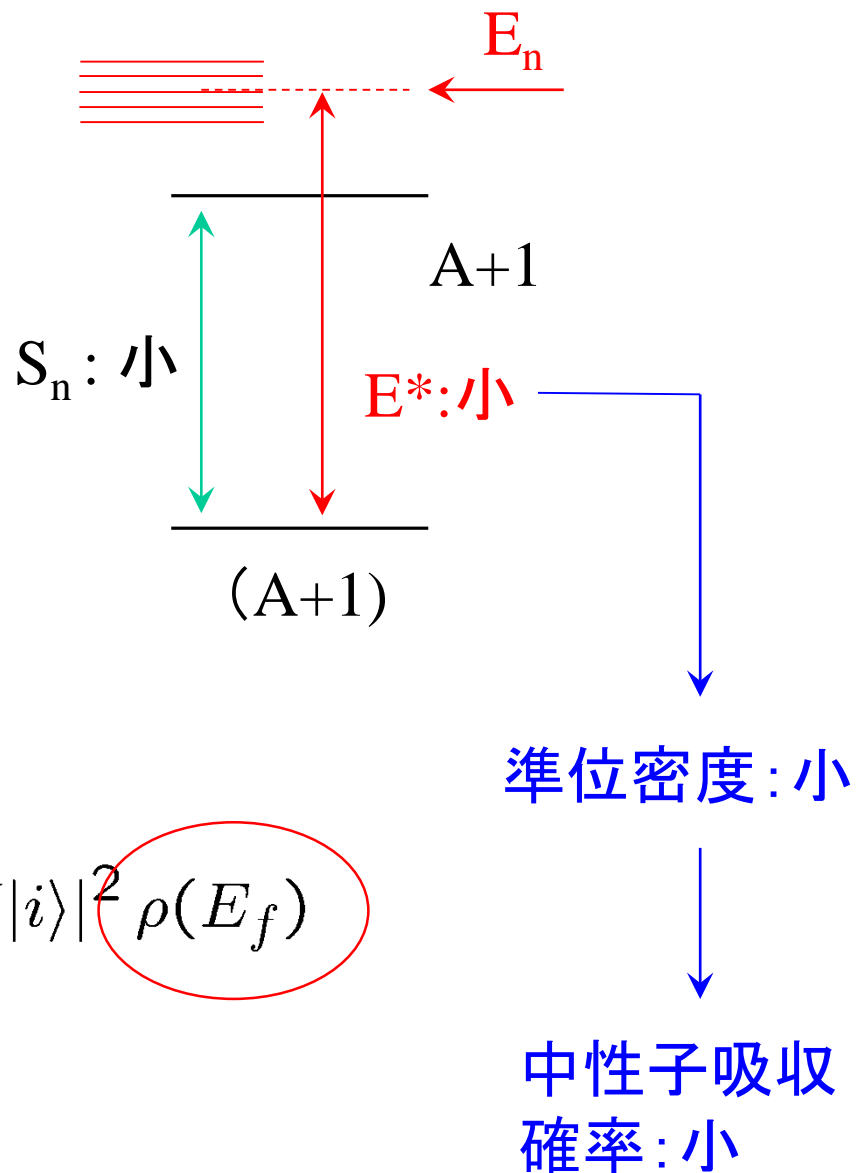 Eₙ
A+1
Sₙ : 小
E*:小
（A+1)
準位密度 : 小
|i⟩|² ρ(E_f)
中性子吸収
確率 : 小